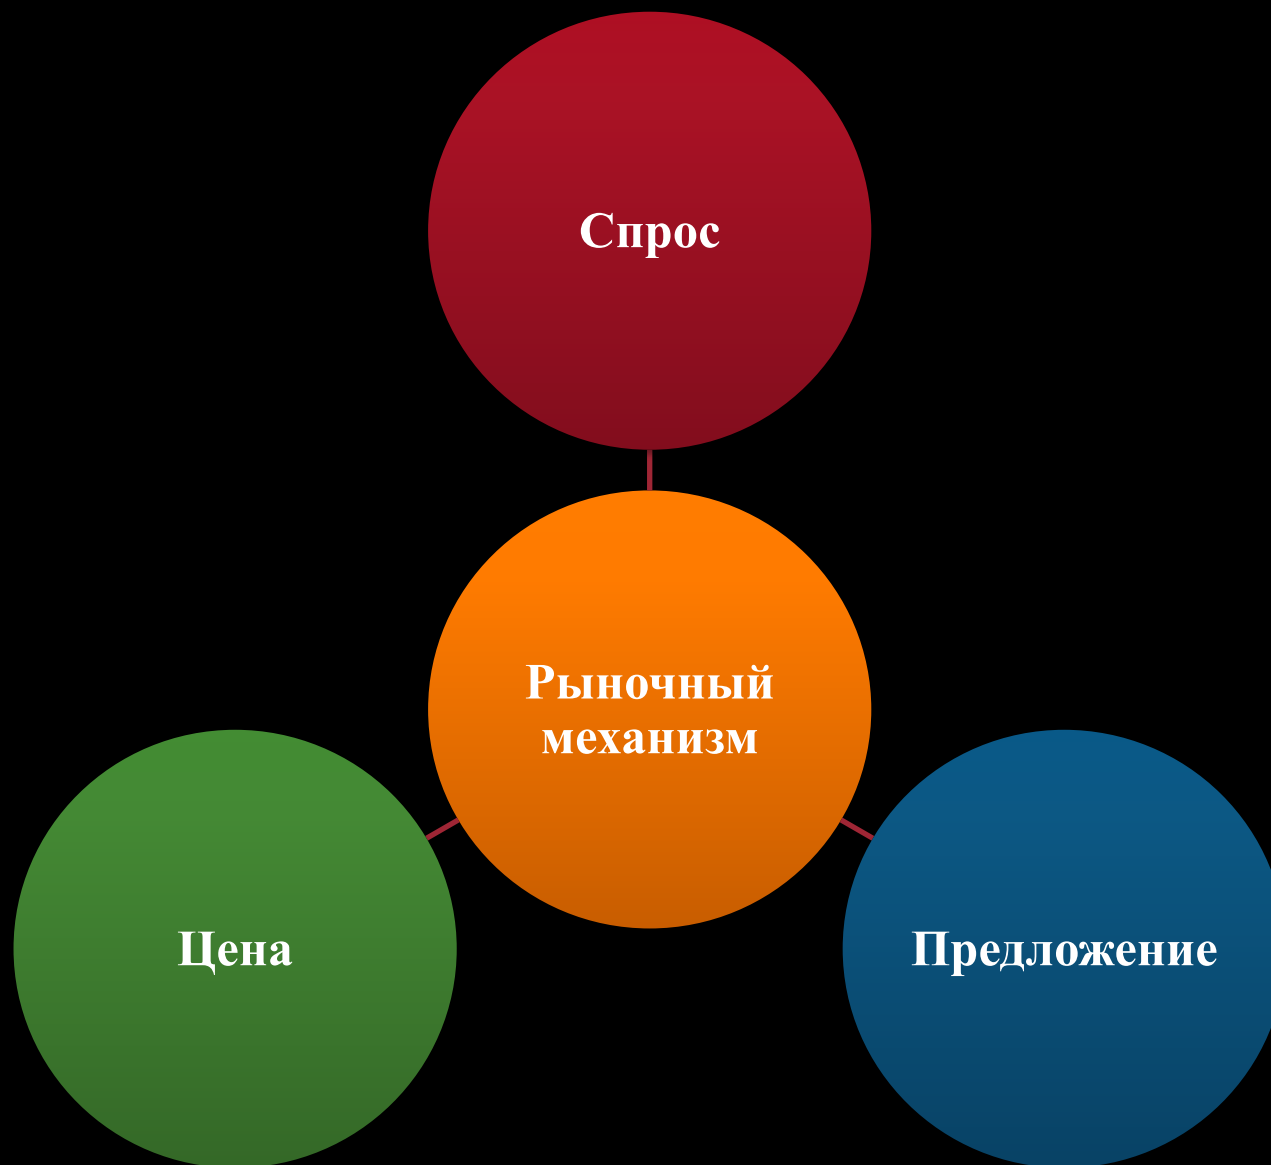 Спрос
Рыночный
механизм
Цена
Предложение